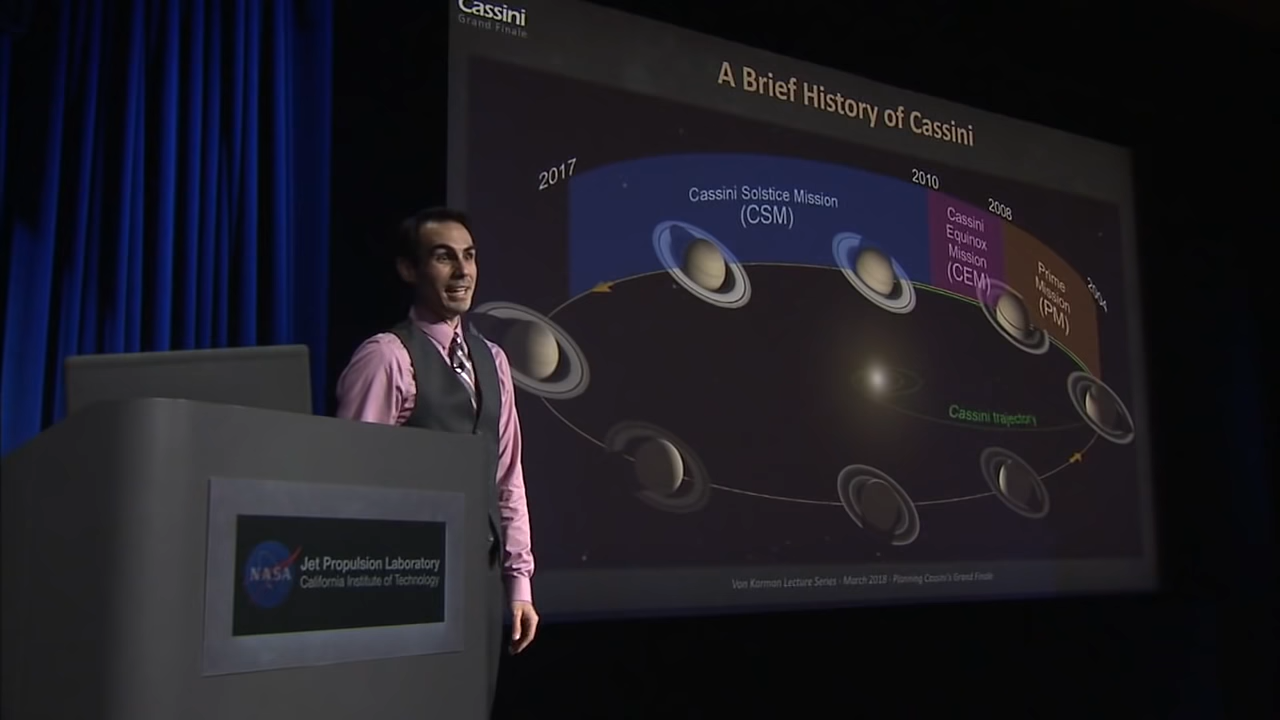 Cassini
Grand Finale
A Brief History of Cassini
2017
2010
2008
2004
Cassini Solstice Mission
(CSM)
Cassini
Equinox
Mission
(CEM)
Prime
Mission
(PM)
Cassini trajectory
Von Karman Lecture Series - March 2018 - Planning Cassini's Grand Finale
NASA
Jet Propulsion Laboratory
California Institute of Technology